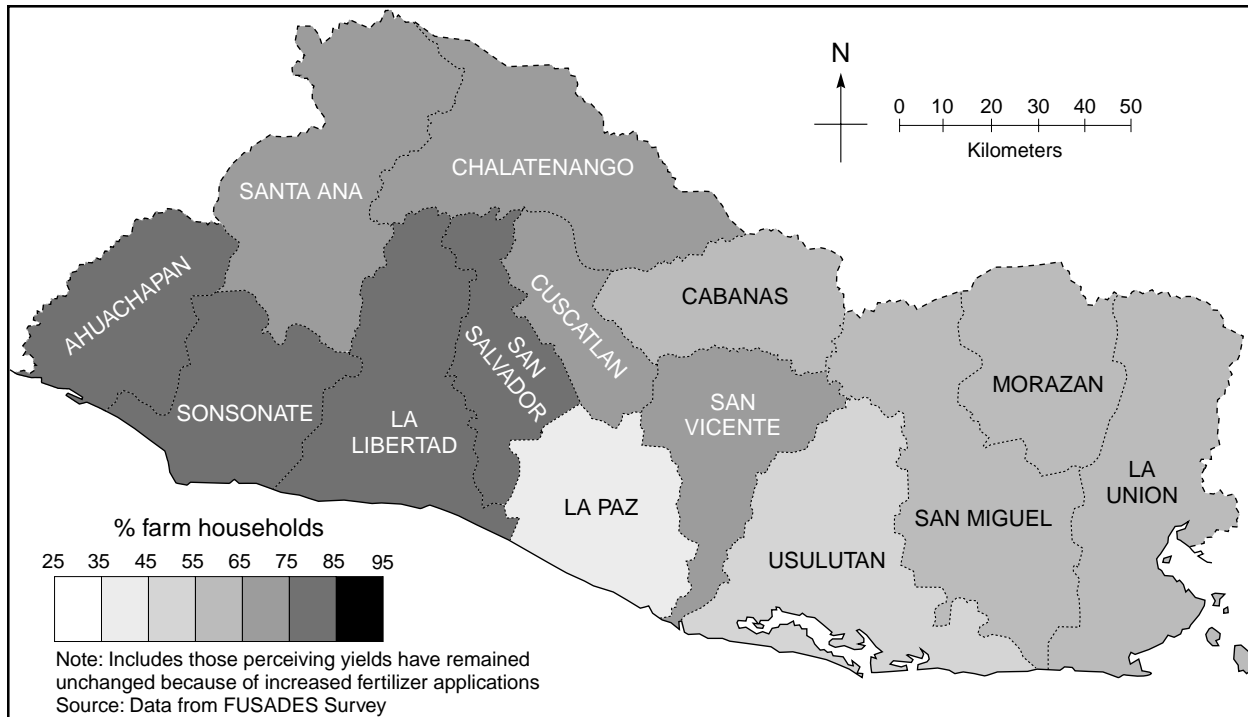 N
0 10 20 30 40 50
Kilometers
CHALATENANGO
SANTA ANA
AHUACHAPAN
CUSCATLAN
CABANAS
SAN
SALVADOR
MORAZAN
SONSONATE
LA
LIBERTAD
SAN
VICENTE
LA
UNION
LA PAZ
SAN MIGUEL
USULUTAN
% farm households
25 35 45 55 65 75 85 95
Note: Includes those perceiving yields have remained
unchanged because of increased fertilizer applications
Source: Data from FUSADES Survey